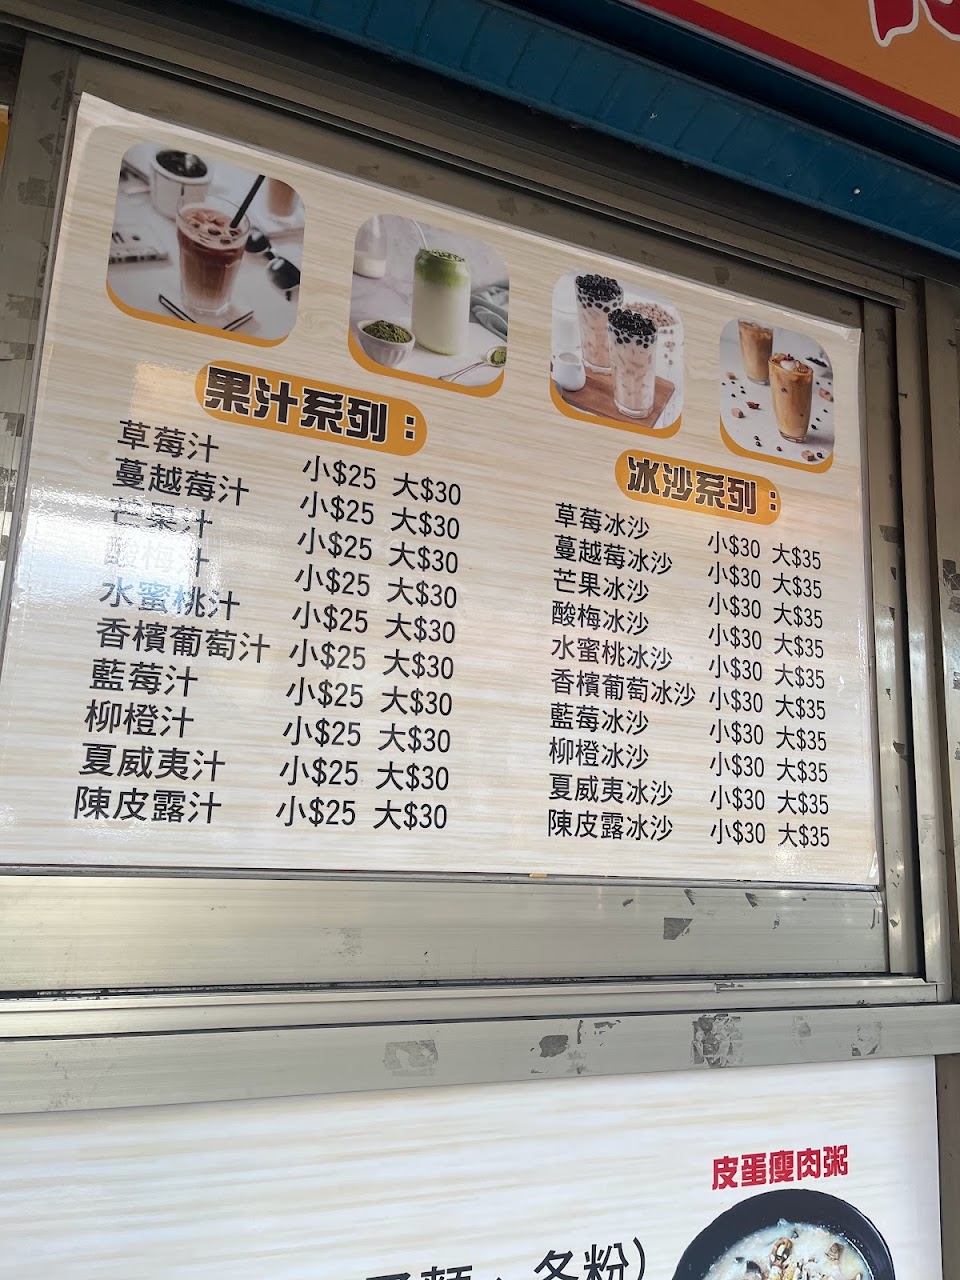 果汁系列：
草莓汁 小$25 大$30
蔓越莓汁 小$25 大$30
芒果汁 小$25 大$30
酸梅汁 小$25 大$30
水蜜桃汁 小$25 大$30
香檳葡萄汁 小$25 大$30
藍莓汁 小$25 大$30
柳橙汁 小$25 大$30
夏威夷汁 小$25 大$30
陳皮露汁 小$25 大$30
冰沙系列：
草莓冰沙 小$30 大$35
蔓越莓冰沙 小$30 大$35
芒果冰沙 小$30 大$35
酸梅冰沙 小$30 大$35
水蜜桃冰沙 小$30 大$35
香檳葡萄冰沙 小$30 大$35
藍莓冰沙 小$30 大$35
柳橙冰沙 小$30 大$35
夏威夷冰沙 小$30 大$35
陳皮露冰沙 小$30 大$35
皮蛋瘦肉粥
麵、冬粉)